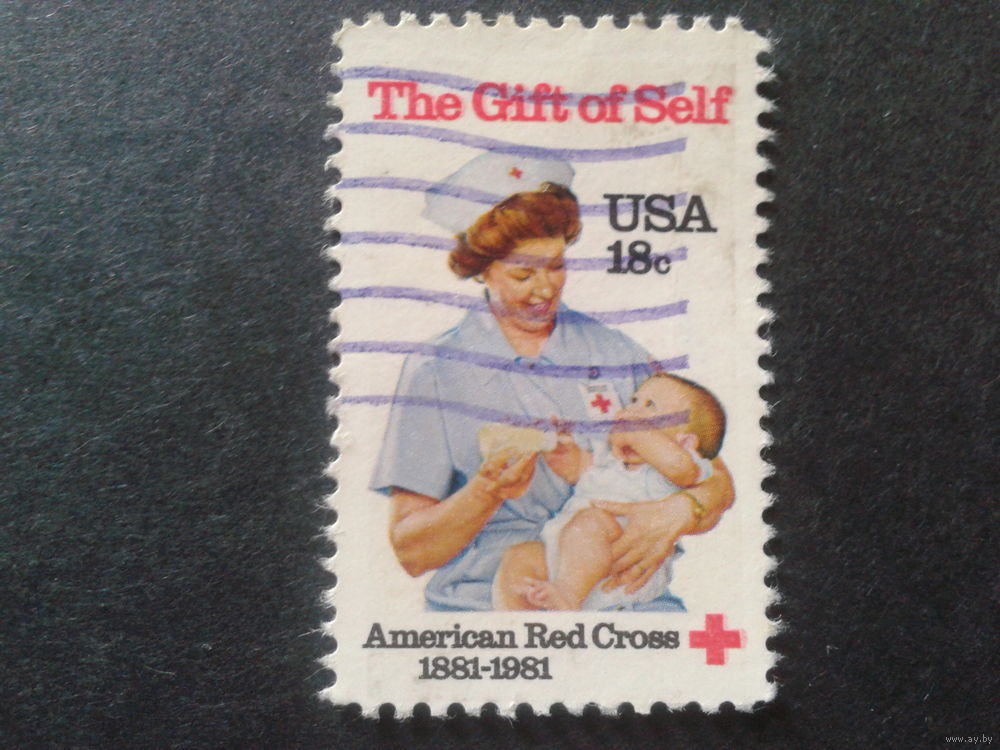 The Gift of Self
USA
18c
American Red Cross
1881-1981
www.ay.by